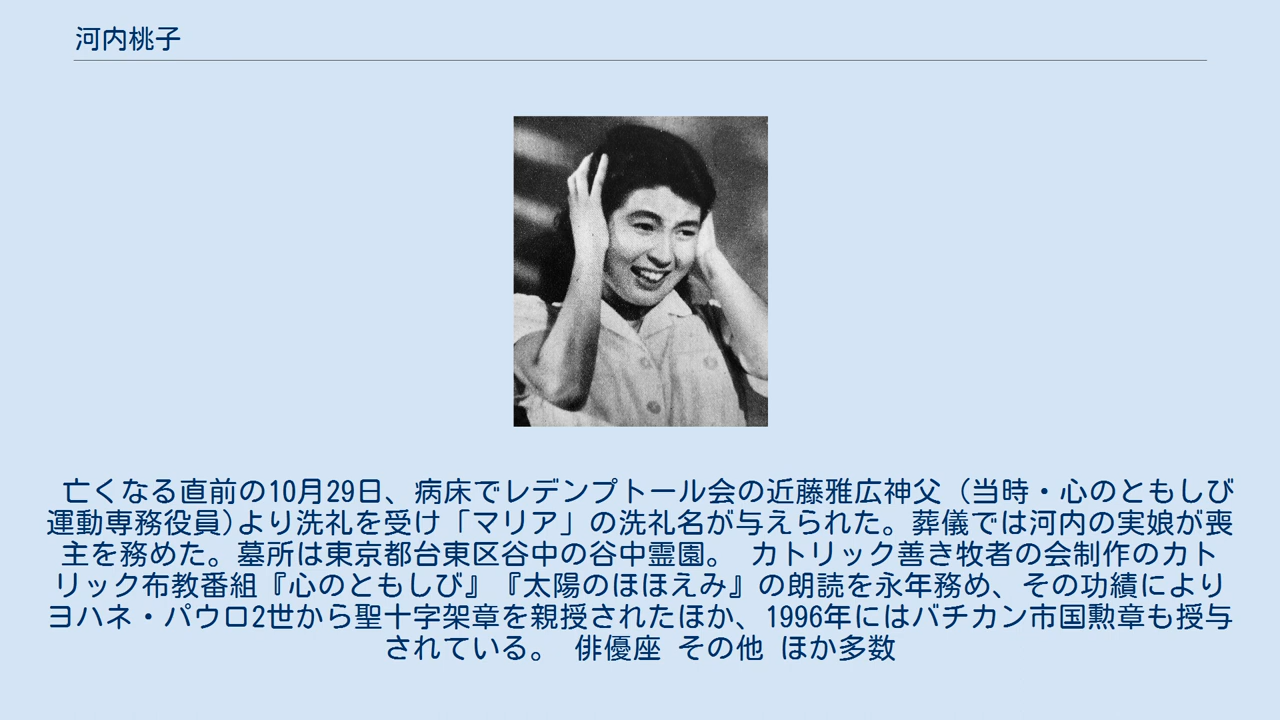 河内桃子
亡くなる直前の10月29日、病床でレデンプトール会の近藤雅広神父（当時・心のともしび
運動専務役員)より洗礼を受け「マリア」の洗礼名が与えられた。葬儀では河内の実娘が喪
主を務めた。墓所は東京都台東区谷中の谷中霊園。 カトリック善き牧者の会制作のカト
リック布教番組『心のともしび』『太陽のほほえみ』の朗読を永年務め、その功績により
ヨハネ・パウロ2世から聖十字架章を親授されたほか、1996年にはバチカン市国勲章も授与
されている。 俳優座 その他 ほか多数